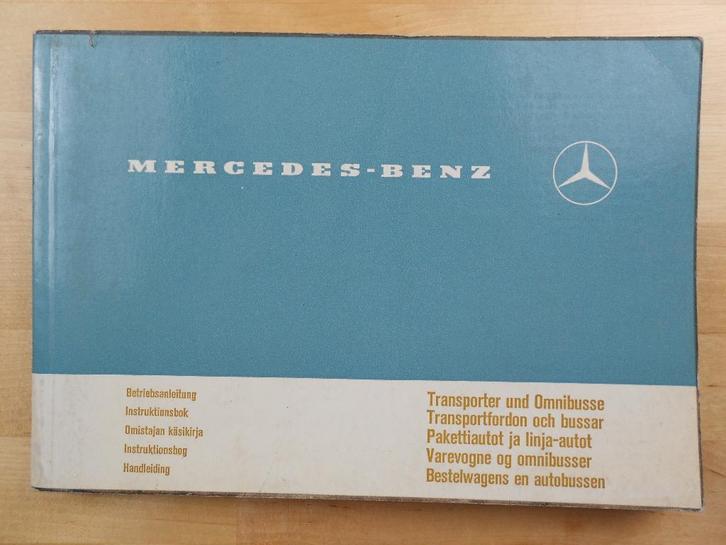 MERCEDES-BENZ
Betriebsanleitung
Instruktionsbok
Omistajan käsikirja
Instruktionsbog
Handleiding
Transporter und Omnibusse
Transportfordon och bussar
Pakettiautot ja linja-autot
Varevogne og omnibusser
Bestelwagens en autobussen